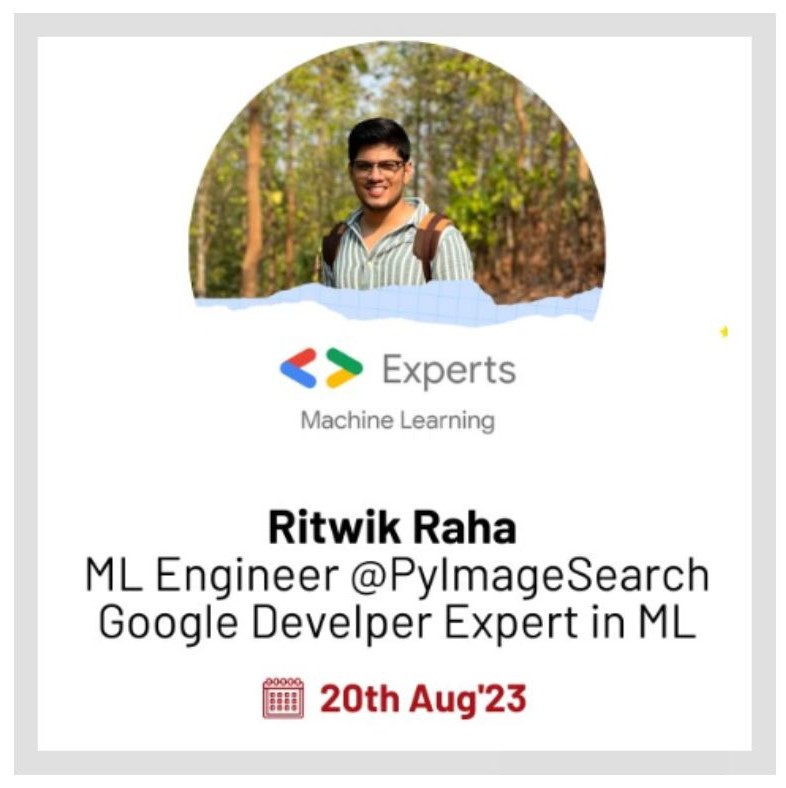 Experts
Machine Learning
Ritwik Raha
ML Engineer @PyImageSearch
Google Develper Expert in ML
20th Aug'23